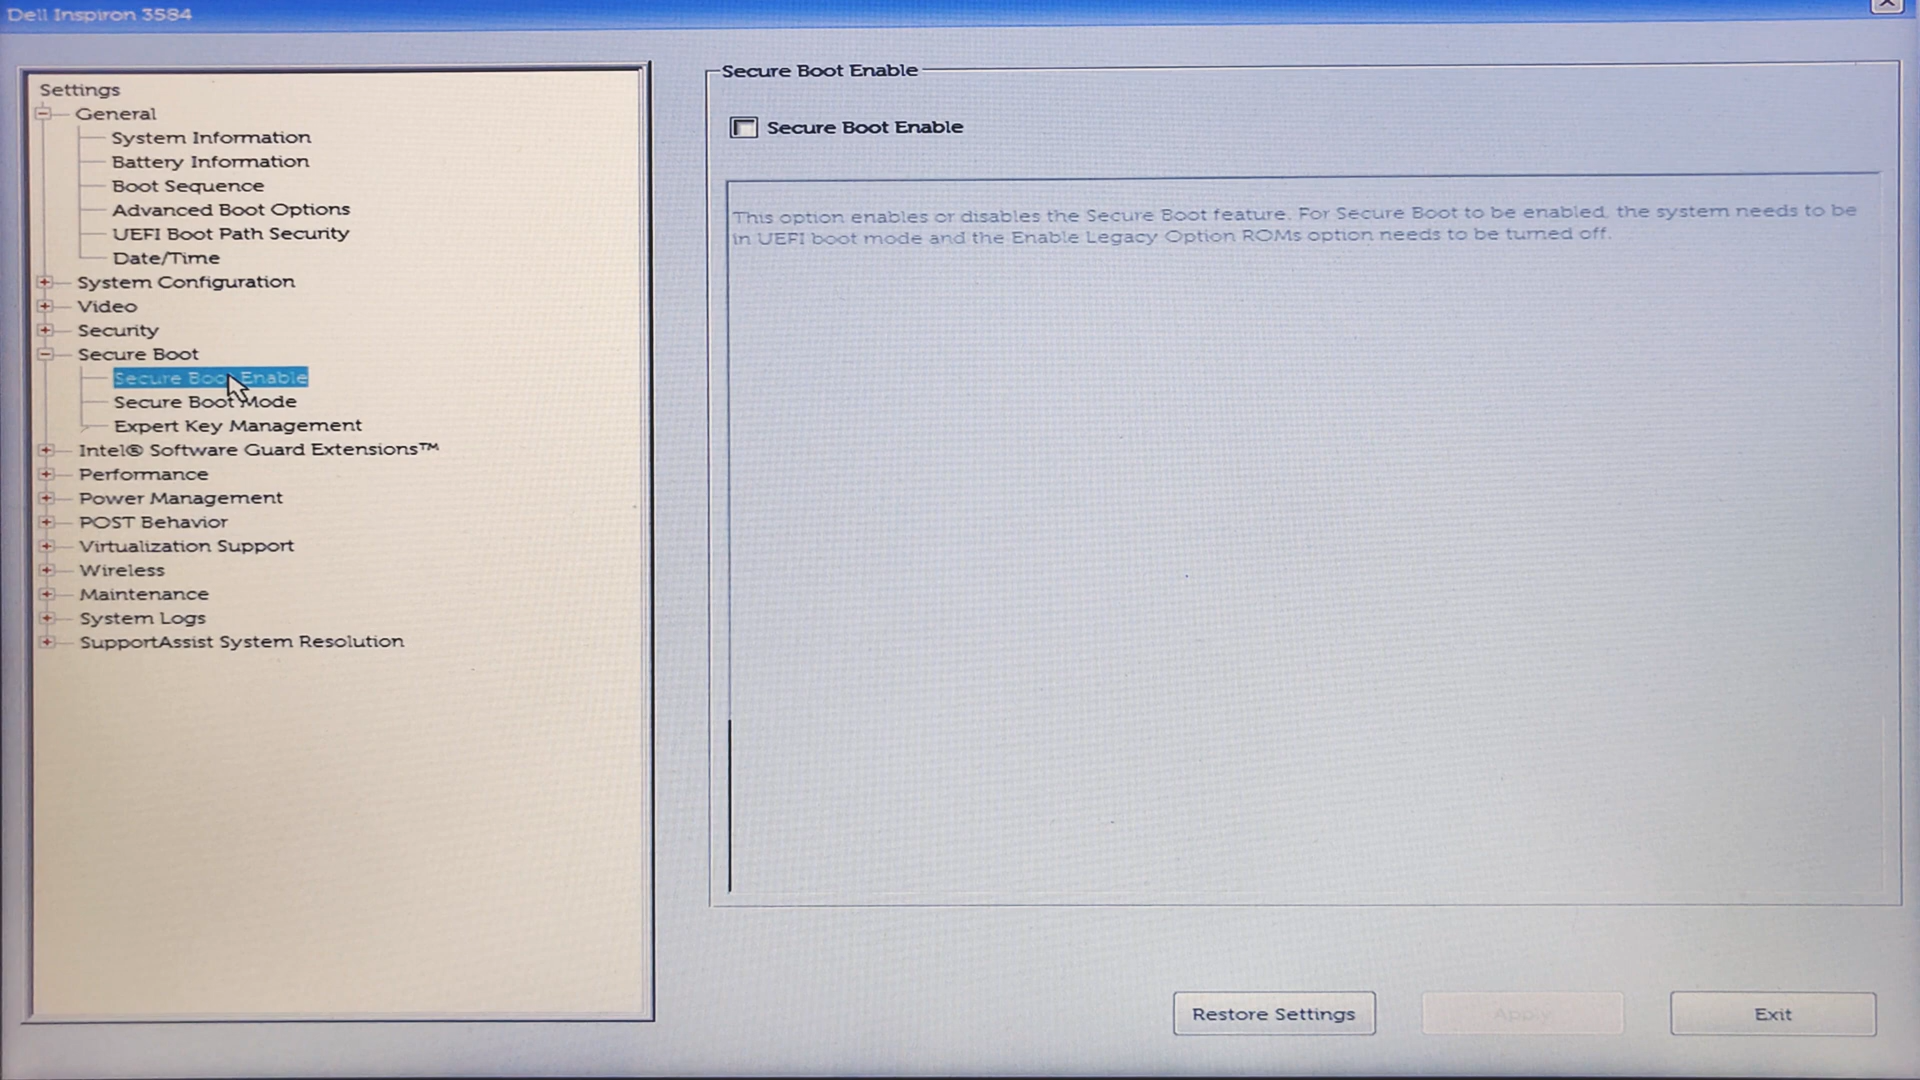 Dell Inspiron 3584
Settings
General
System Information
Battery Information
Boot Sequence
Advanced Boot Options
UEFI Boot Path Security
Date/Time
System Configuration
Video
Security
Secure Boot
Secure Boot Enable
Secure Boot Mode
Expert Key Management
Intel® Software Guard Extensions™
Performance
Power Management
POST Behavior
Virtualization Support
Wireless
Maintenance
System Logs
SupportAssist System Resolution
Secure Boot Enable
Secure Boot Enable
This option enables or disables the Secure Boot feature. For Secure Boot to be enabled, the system needs to be
in UEFI boot mode and the Enable Legacy Option ROMs option needs to be turned off.
Restore Settings
Apply
Exit